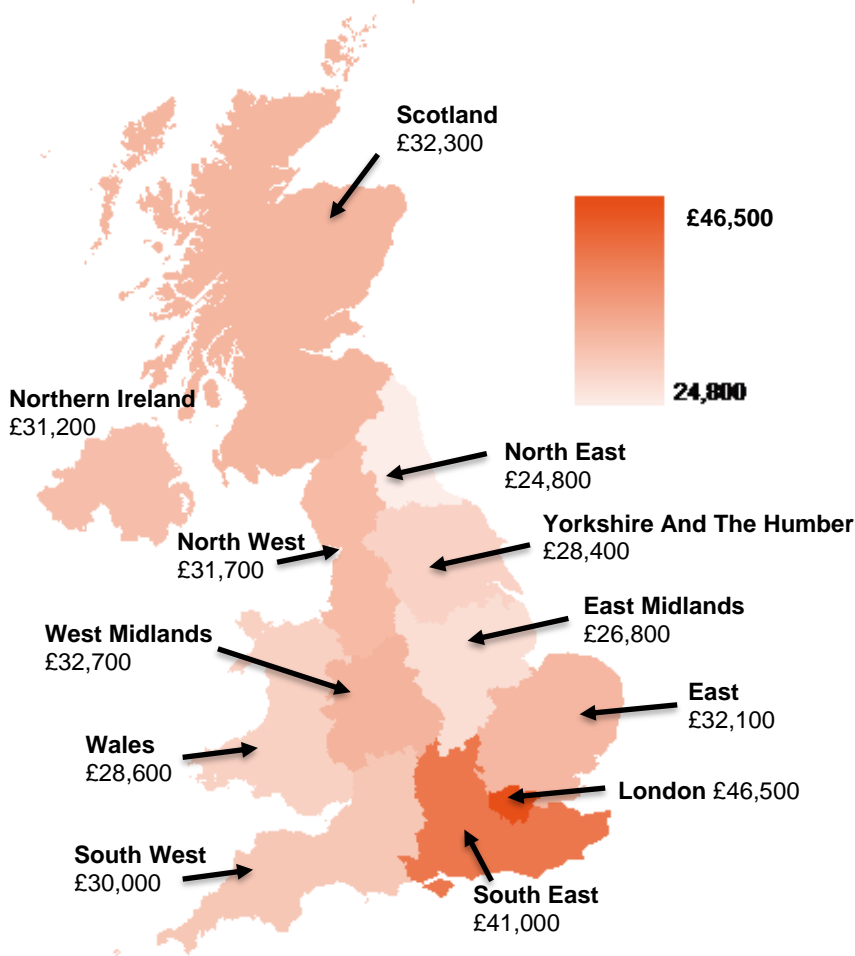 Scotland
£32,300
£46,500
24,800
Northern Ireland
£31,200
North East
£24,800
Yorkshire And The Humber
£28,400
North West
£31,700
East Midlands
£26,800
West Midlands
£32,700
East
£32,100
Wales
£28,600
London £46,500
South West
£30,000
South East
£41,000